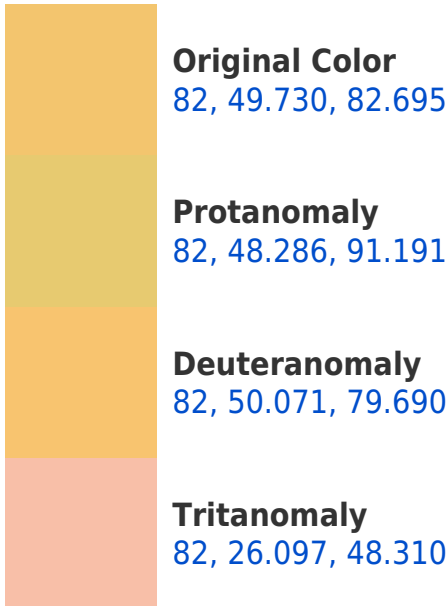 Original Color
82, 49.730, 82.695
Protanomaly
82, 48.286, 91.191
Deuteranomaly
82, 50.071, 79.690
Tritanomaly
82, 26.097, 48.310